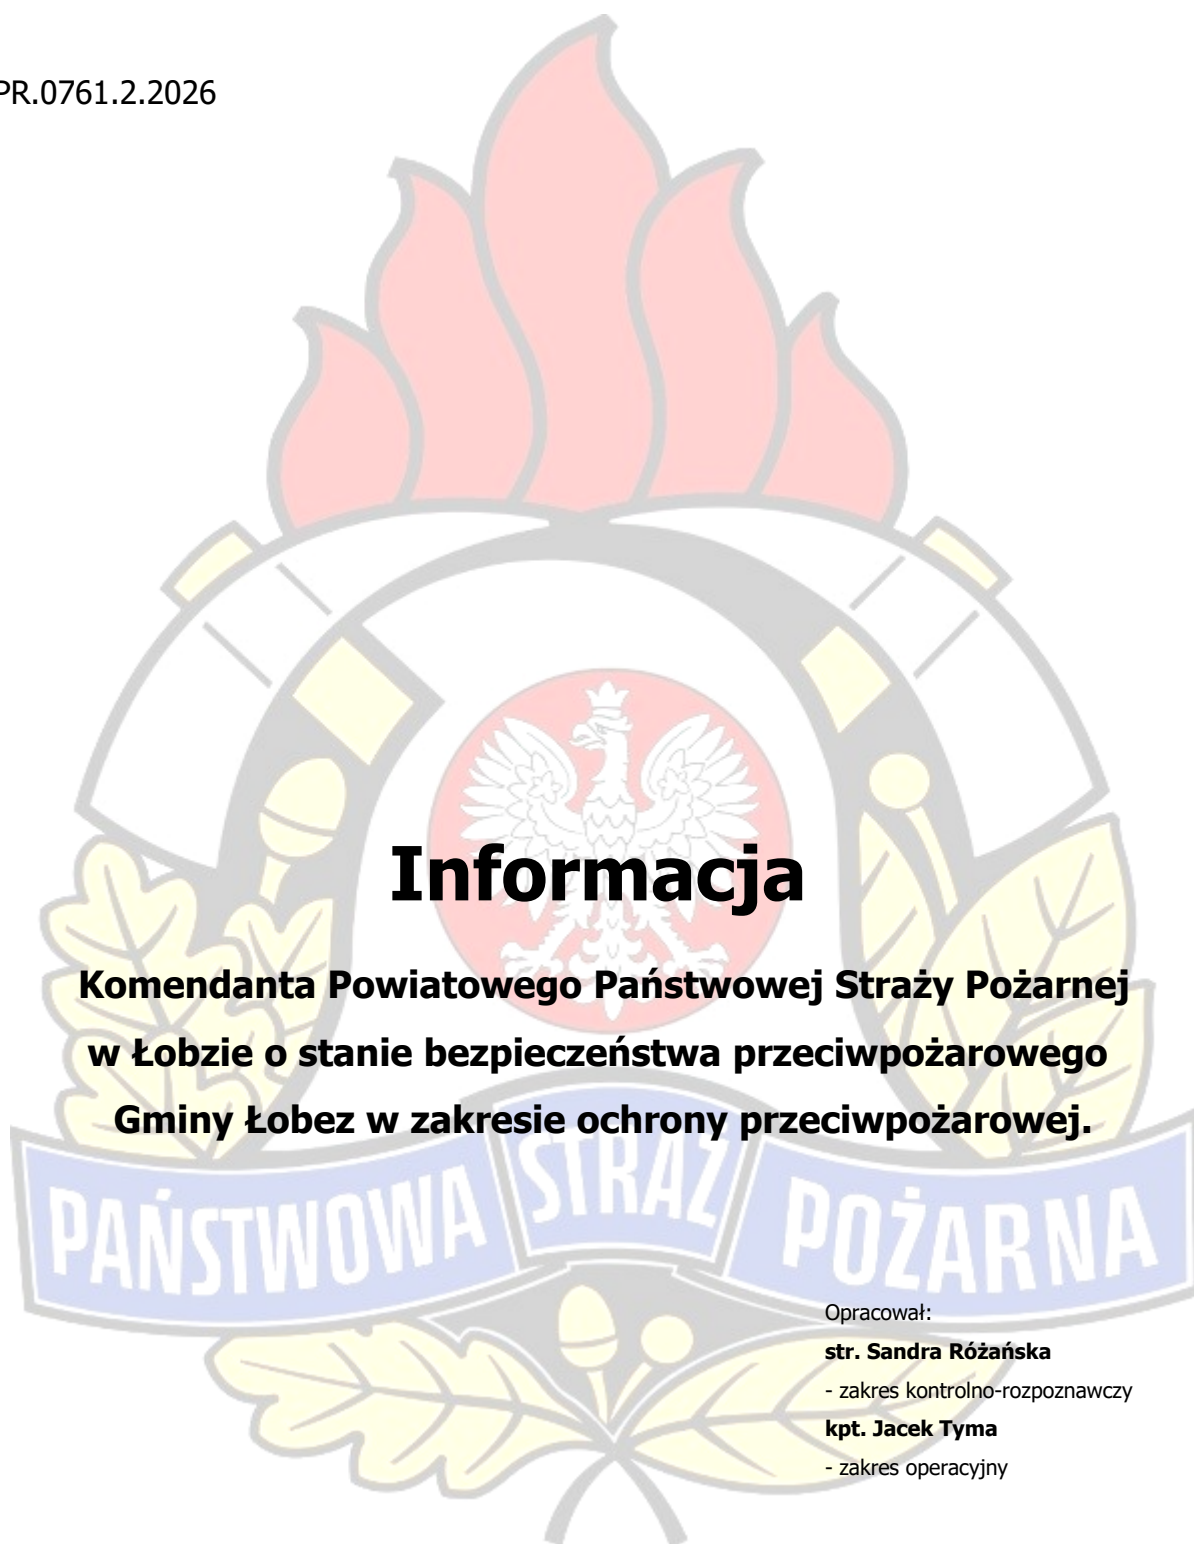 PR.0761.2.2026
Informacja
Komendanta Powiatowego Państwowej Straży Pożarnej
w Łobzie o stanie bezpieczeństwa przeciwpożarowego
Gminy Łobez w zakresie ochrony przeciwpożarowej.
PAŃSTWOWA STRAŻ POŻARNA
Opracował:
str. Sandra Różańska
- zakres kontrolno-rozpoznawczy
kpt. Jacek Tyma
- zakres operacyjny